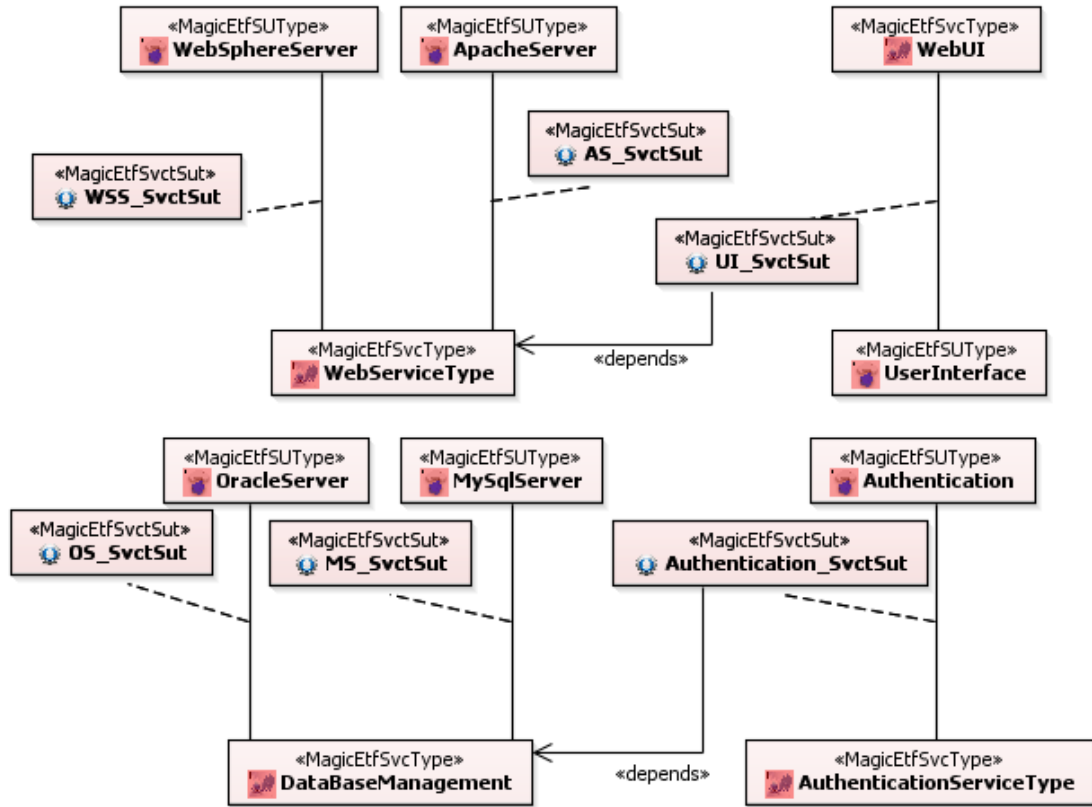 «MagicEtfSUType»
WebSphereServer
«MagicEtfSUType»
ApacheServer
«MagicEtfSvcType»
WebUI
«MagicEtfSvctSut»
AS_SvctSut
«MagicEtfSvctSut»
WSS_SvctSut
«MagicEtfSvctSut»
UI_SvctSut
«MagicEtfSvcType»
WebServiceType
«depends»
«MagicEtfSUType»
UserInterface
«MagicEtfSUType»
OracleServer
«MagicEtfSUType»
MySqlServer
«MagicEtfSUType»
Authentication
«MagicEtfSvctSut»
OS_SvctSut
«MagicEtfSvctSut»
MS_SvctSut
«MagicEtfSvctSut»
Authentication_SvctSut
«MagicEtfSvcType»
DataBaseManagement
«depends»
«MagicEtfSvcType»
AuthenticationServiceType